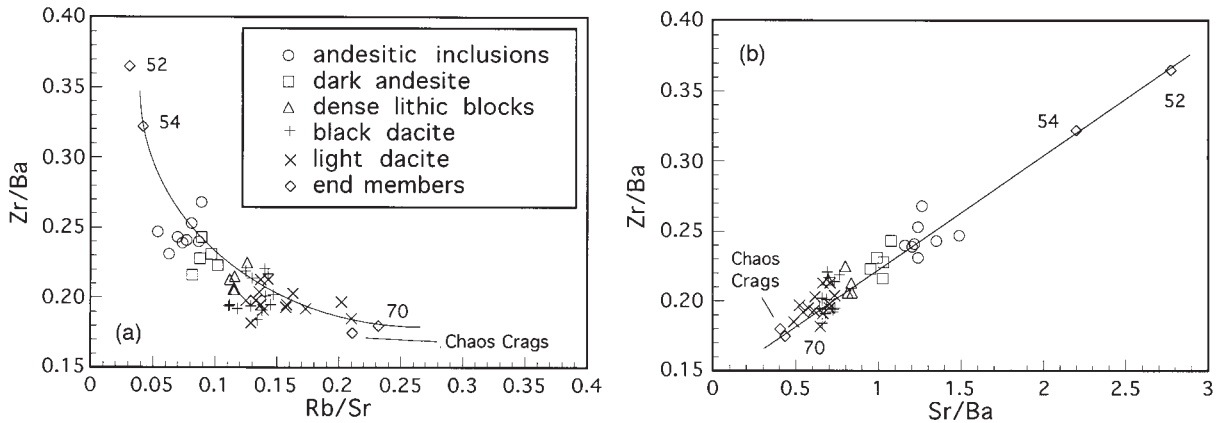 Zr/Ba
0.40
0.35
0.30
0.25
0.20
0.15
0
0.05
0.1
0.15
0.2
0.25
0.3
0.35
0.4
Rb/Sr
(a)
52
54
70
Chaos Crags
andesitic inclusions
dark andesite
dense lithic blocks
black dacite
light dacite
end members
Zr/Ba
0.40
0.35
0.30
0.25
0.20
0.15
0
0.5
1
1.5
2
2.5
3
Sr/Ba
(b)
54
52
Chaos
Crags
70